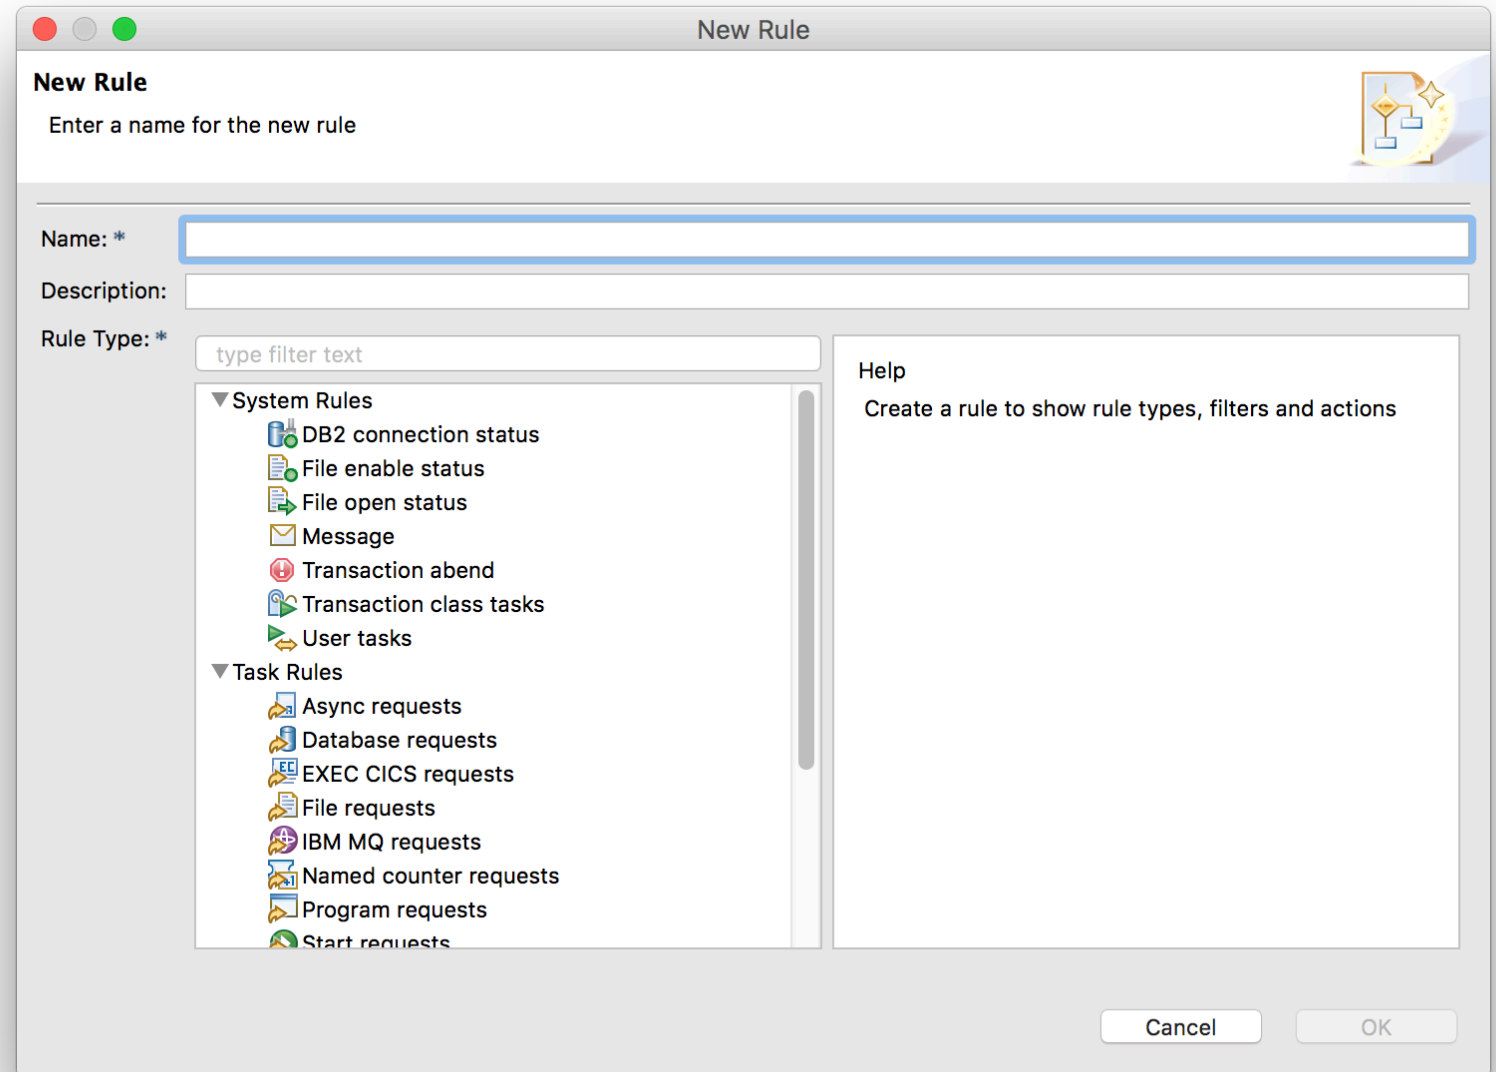 New Rule
New Rule
Enter a name for the new rule
Name: *
Description:
Rule Type: *
type filter text
System Rules
DB2 connection status
File enable status
File open status
Message
Transaction abend
Transaction class tasks
User tasks
Task Rules
Async requests
Database requests
EXEC CICS requests
File requests
IBM MQ requests
Named counter requests
Program requests
Start requests
Help
Create a rule to show rule types, filters and actions
Cancel
OK